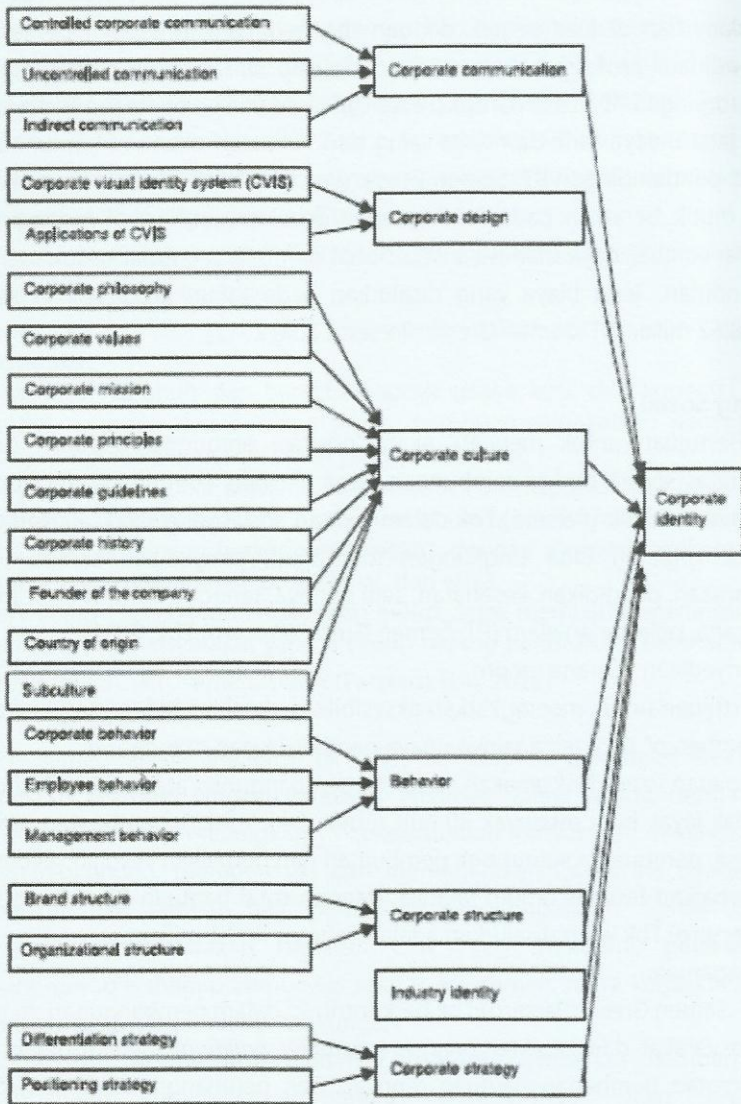 Controlled corporate communication
Uncontrolled communication
Indirect communication
Corporate communication
Corporate visual identity system (CVIS)
Applications of CVIS
Corporate design
Corporate philosophy
Corporate values
Corporate mission
Corporate principles
Corporate guidelines
Corporate history
Founder of the company
Country of origin
Subculture
Corporate culture
Corporate behavior
Employee behavior
Management behavior
Behavior
Brand structure
Organizational structure
Corporate structure
Industry identity
Differentiation strategy
Positioning strategy
Corporate strategy
Corporate
identity